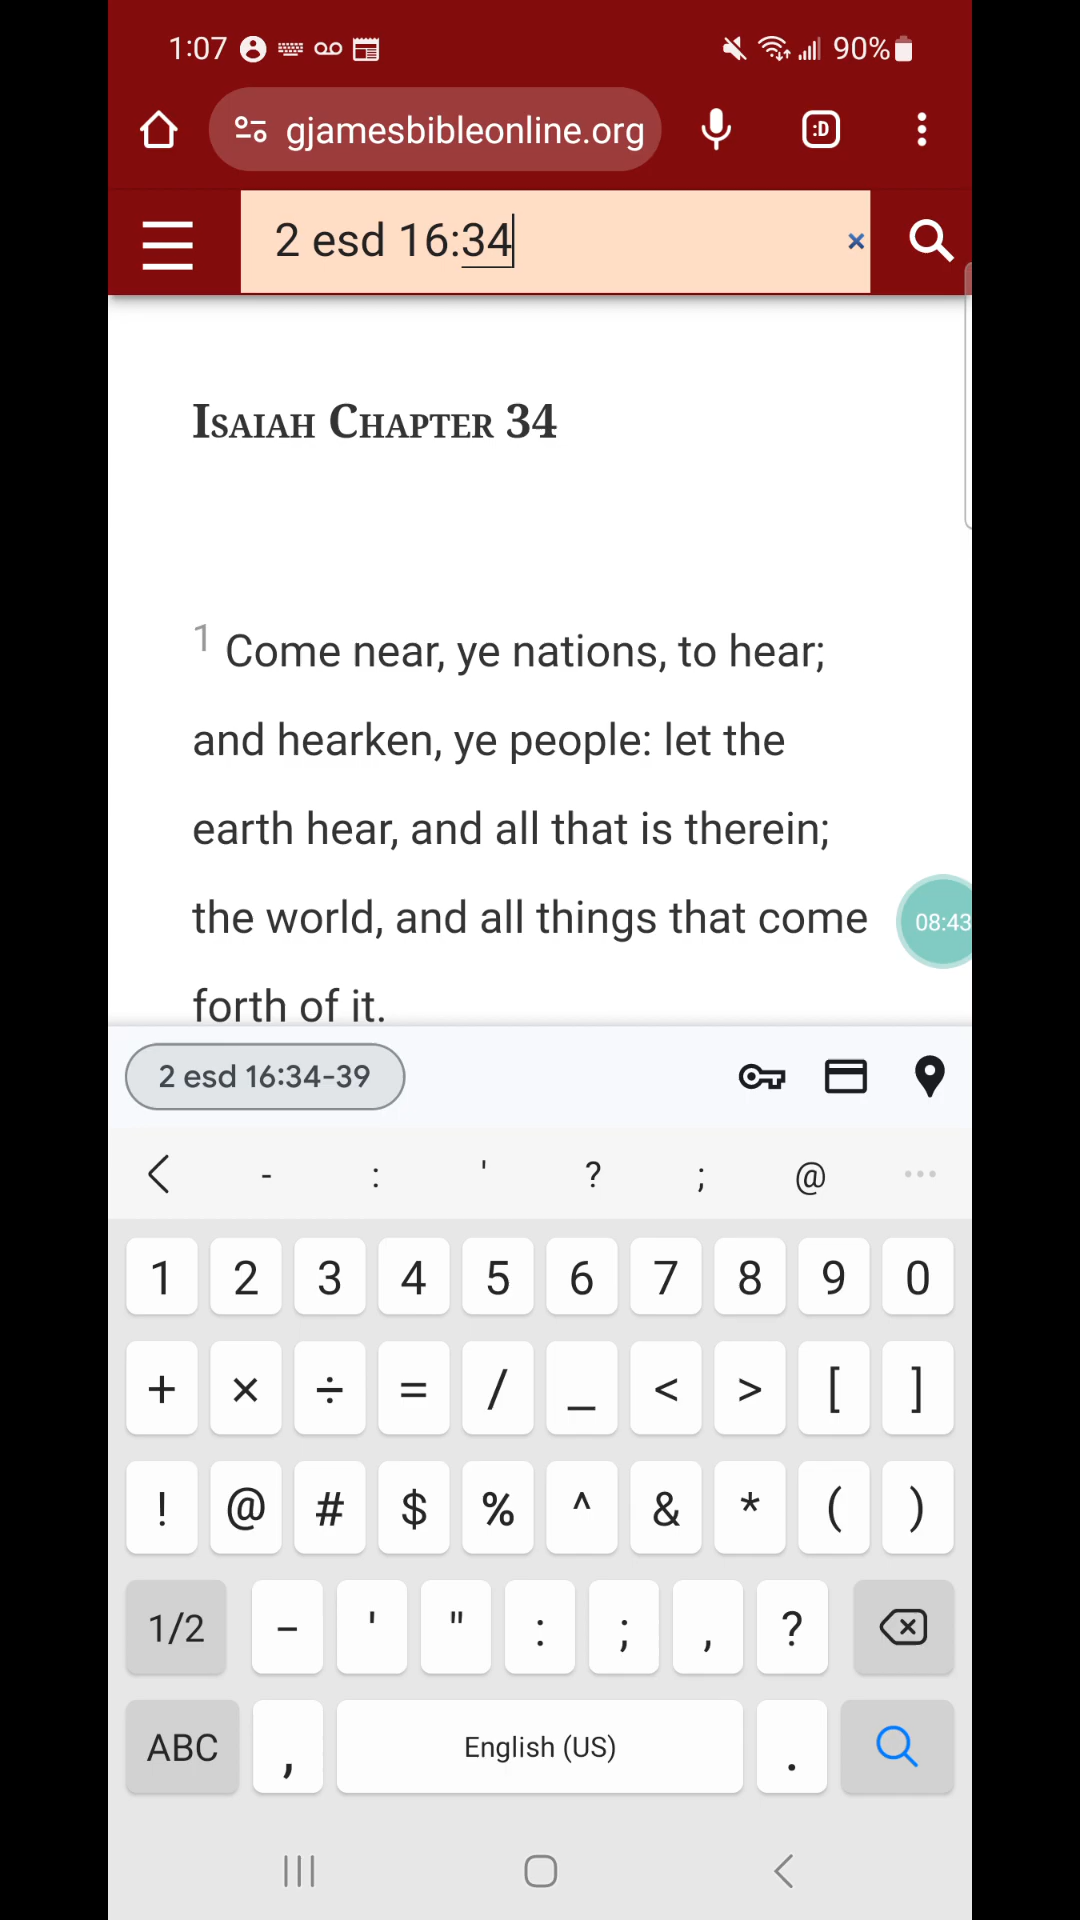 1:07
90%
gjamesbibleonline.org
:D
2 esd 16:34
×
ISAIAH CHAPTER 34
1 Come near, ye nations, to hear;
and hearken, ye people: let the
earth hear, and all that is therein;
the world, and all things that come
forth of it.
08:43
2 esd 16:34-39
- : ' ? ; @ ...
1 2 3 4 5 6 7 8 9 0
+ × ÷ = / _ < > [ ]
! @ # $ % ^ & * ( )
1/2 - ' " : ; , ?
ABC , English (US) .